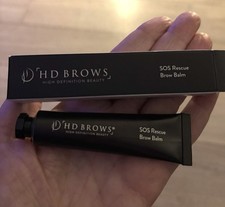 HD BROWS
HIGH DEFINITION BEAUTY
SOS Rescue
Brow Balm
HD BROWS®
HIGH DEFINITION BEAUTY
SOS Rescue
Brow Balm